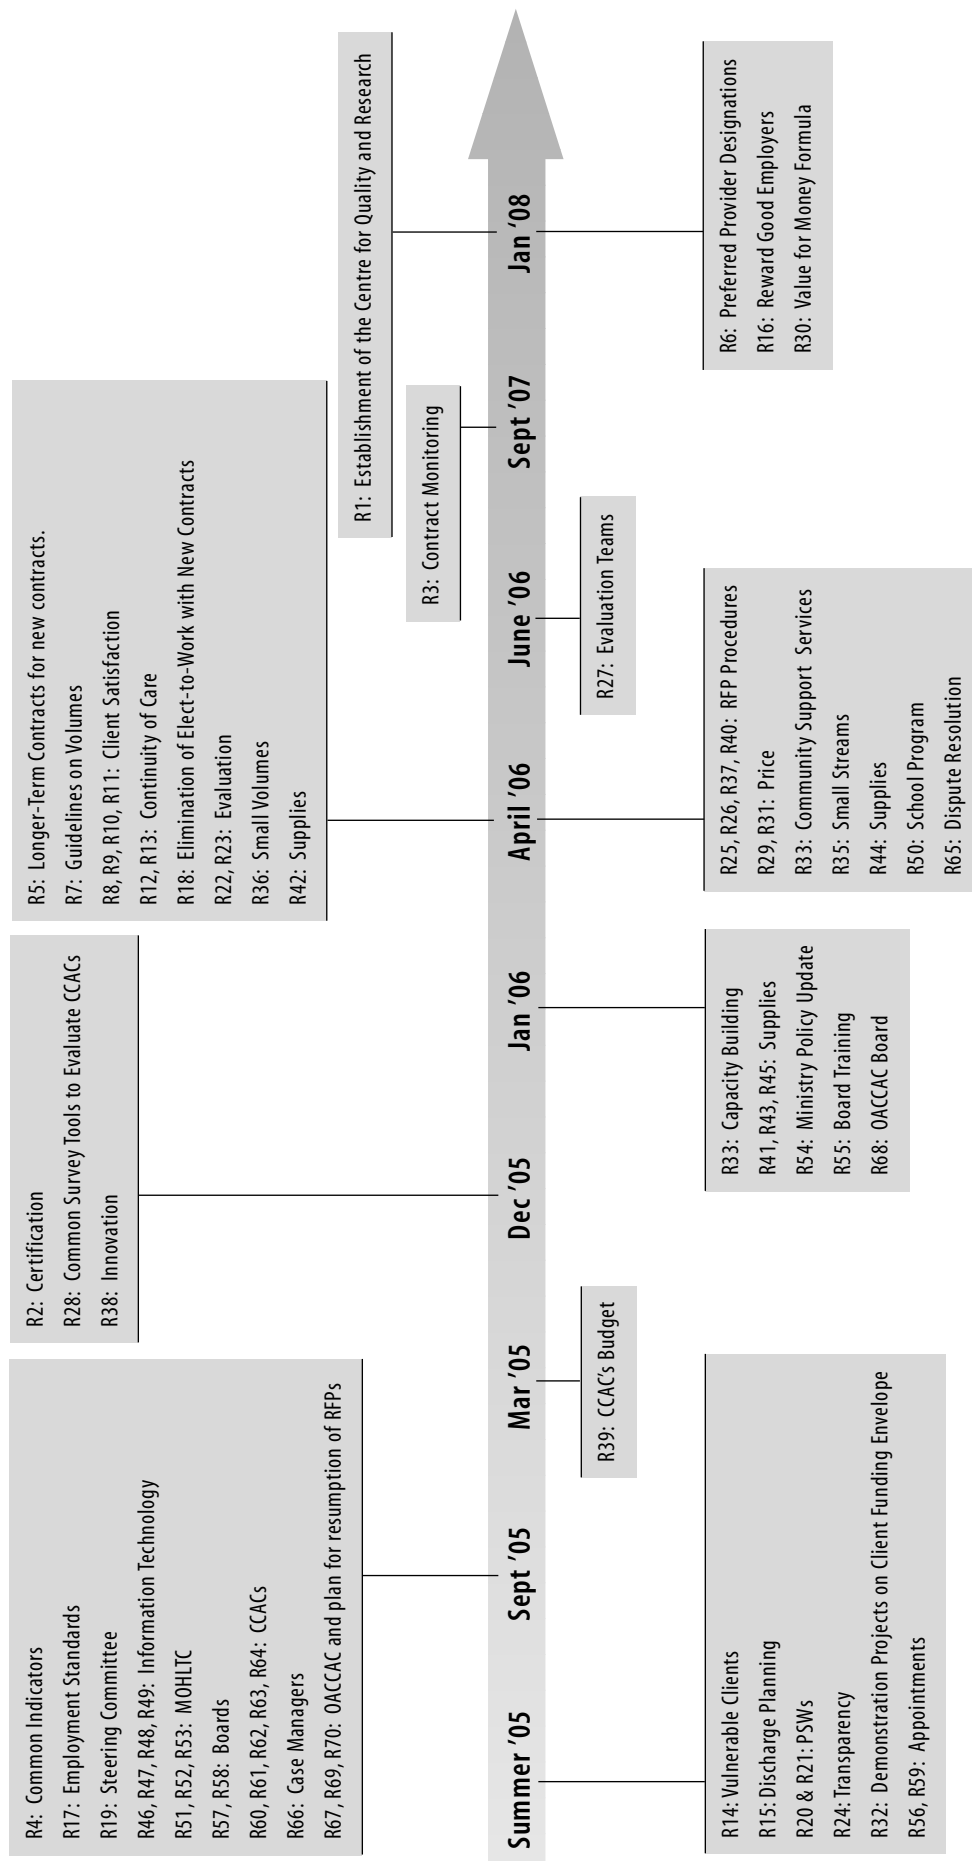 R4: Common Indicators
R17: Employment Standards
R19: Steering Committee
R46, R47, R48, R49: Information Technology
R51, R52, R53: MOHLTC
R57, R58: Boards
R60, R61, R62, R63, R64: CCACs
R66: Case Managers
R67, R69, R70: OACCAC and plan for resumption of RFPs
R2: Certification
R28: Common Survey Tools to Evaluate CCACs
R38: Innovation
R5: Longer-Term Contracts for new contracts.
R7: Guidelines on Volumes
R8, R9, R10, R11: Client Satisfaction
R12, R13: Continuity of Care
R18: Elimination of Elect-to-Work with New Contracts
R22, R23: Evaluation
R36: Small Volumes
R42: Supplies
R3: Contract Monitoring
R1: Establishment of the Centre for Quality and Research
Summer '05
Sept '05
Mar '05
Dec '05
Jan '06
April '06
June '06
Sept '07
Jan '08
R14: Vulnerable Clients
R15: Discharge Planning
R20 & R21: PSWs
R24: Transparency
R32: Demonstration Projects on Client Funding Envelope
R56, R59: Appointments
R39: CCAC's Budget
R33: Capacity Building
R41, R43, R45: Supplies
R54: Ministry Policy Update
R55: Board Training
R68: OACCAC Board
R25, R26, R37, R40: RFP Procedures
R29, R31: Price
R33: Community Support Services
R35: Small Streams
R44: Supplies
R50: School Program
R65: Dispute Resolution
R27: Evaluation Teams
R6: Preferred Provider Designations
R16: Reward Good Employers
R30: Value for Money Formula